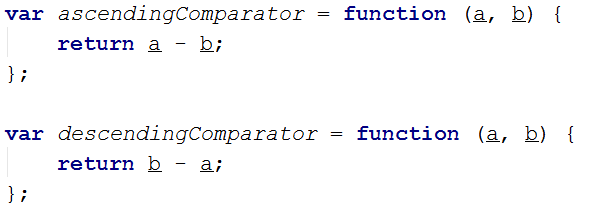 var ascendingComparator = function (a, b) {
    return a - b;
};

var descendingComparator = function (a, b) {
    return b - a;
};